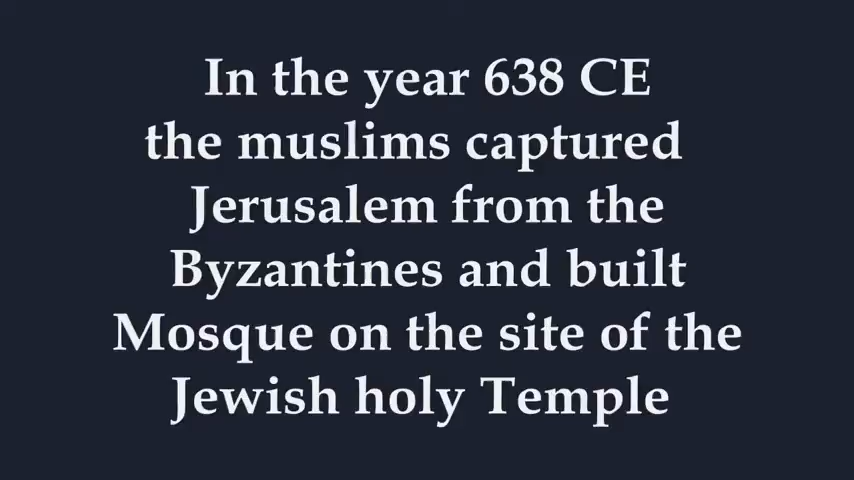 In the year 638 CE
the muslims captured
Jerusalem from the
Byzantines and built
Mosque on the site of the
Jewish holy Temple